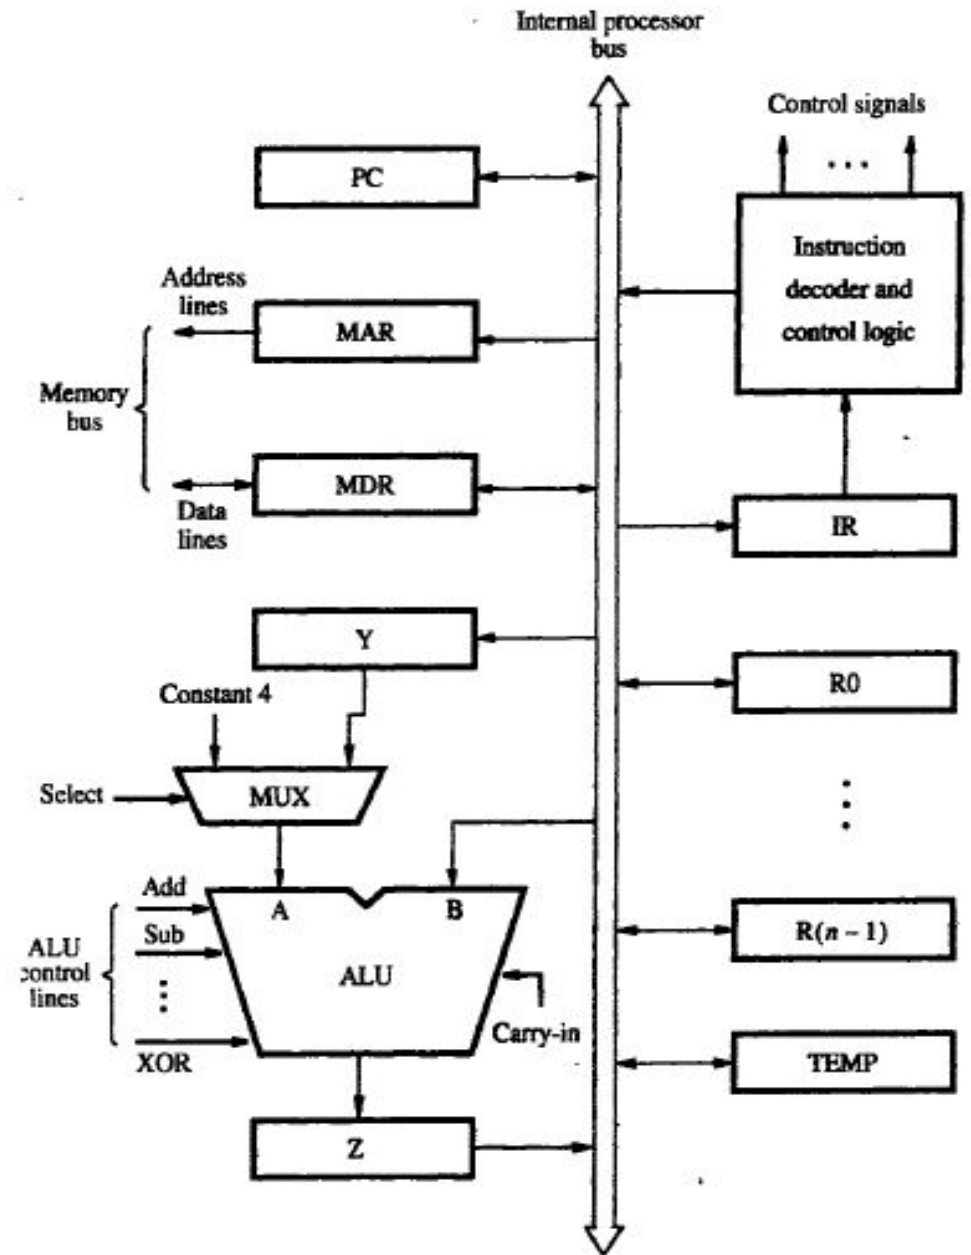 Internal processor
bus
Control signals
...
PC
Instruction
decoder and
control logic
Address
lines
MAR
Memory
bus
MDR
Data
lines
IR
Y
R0
Constant 4
Select
MUX
Add
A
B
R(n − 1)
Sub
ALU
control
lines
ALU
Carry-in
XOR
TEMP
Z